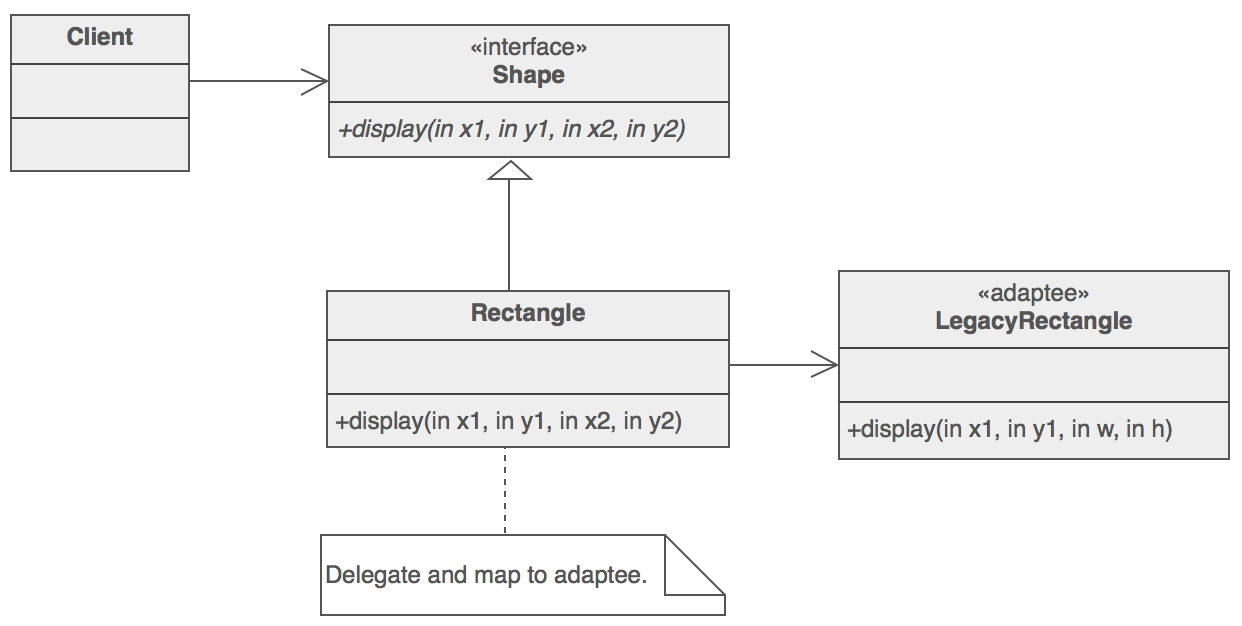 Client
«interface»
Shape
+display(in x1, in y1, in x2, in y2)
Rectangle
+display(in x1, in y1, in x2, in y2)
«adaptee»
LegacyRectangle
+display(in x1, in y1, in w, in h)
Delegate and map to adaptee.